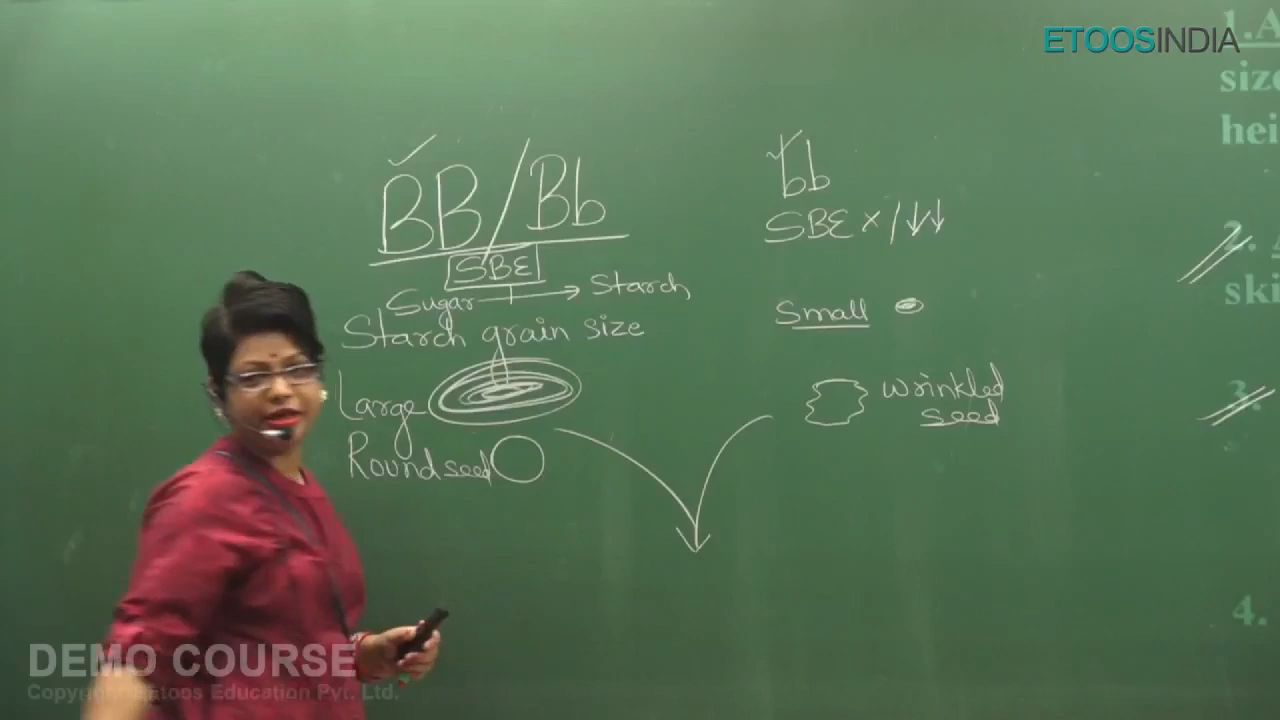 ETOOSINDIA
1.A
size
hei
BB/Bb
bb
SBE
SBE ×/↓↓
Sugar → Starch
Starch grain size
Small
2.
ski
Large
wrinkled
seed
3.
Round seed
4.
DEMO COURSE
Copyright Etoos Education Pvt. Ltd.